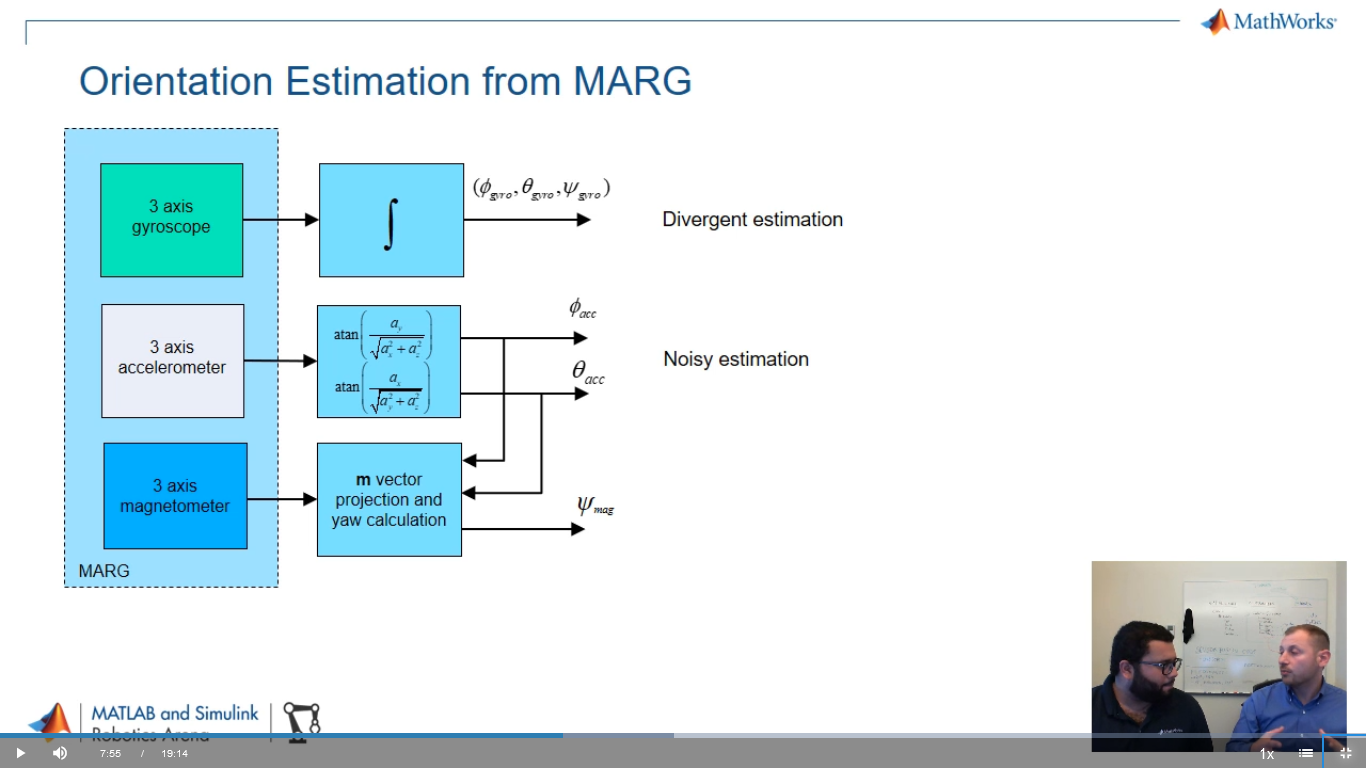 MathWorks®
Orientation Estimation from MARG
3 axis
gyroscope
∫
(ϕgyro, θgyro, ψgyro)
Divergent estimation
3 axis
accelerometer
atan(ay / √(ax² + az²))
atan(ax / √(ay² + az²))
ϕacc
θacc
Noisy estimation
3 axis
magnetometer
m vector
projection and
yaw calculation
ψmag
MARG
MATLAB and Simulink
Robotics Arena
7:55 / 19:14
1x